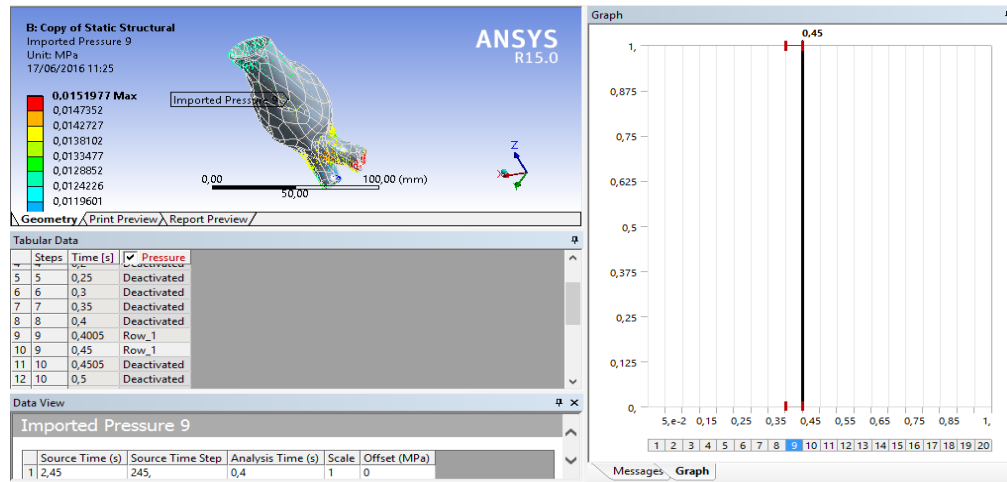 B: Copy of Static Structural
Imported Pressure 9
Unit: MPa
17/06/2016 11:25
0,0151977 Max
0,0147352
0,0142727
0,0138102
0,0133477
0,0128852
0,0124226
0,0119601
Imported Pressure 9
ANSYS
R15.0
Z
X
0,00 100,00 (mm)
50,00
Geometry Print Preview Report Preview
Tabular Data
Steps Time [s] Pressure
4 4 0,2 Deactivated
5 5 0,25 Deactivated
6 6 0,3 Deactivated
7 7 0,35 Deactivated
8 8 0,4 Deactivated
9 9 0,4005 Row_1
10 9 0,45 Row_1
11 10 0,4505 Deactivated
12 10 0,5 Deactivated
Data View
Imported Pressure 9
Source Time (s) Source Time Step Analysis Time (s) Scale Offset (MPa)
1 2,45 245, 0,4 1 0
Graph
0,45
1,
0,875
0,75
0,625
0,5
0,375
0,25
0,125
0,
5,e-2 0,15 0,25 0,35 0,45 0,55 0,65 0,75 0,85 1,
1 2 3 4 5 6 7 8 9 10 11 12 13 14 15 16 17 18 19 20
Messages Graph